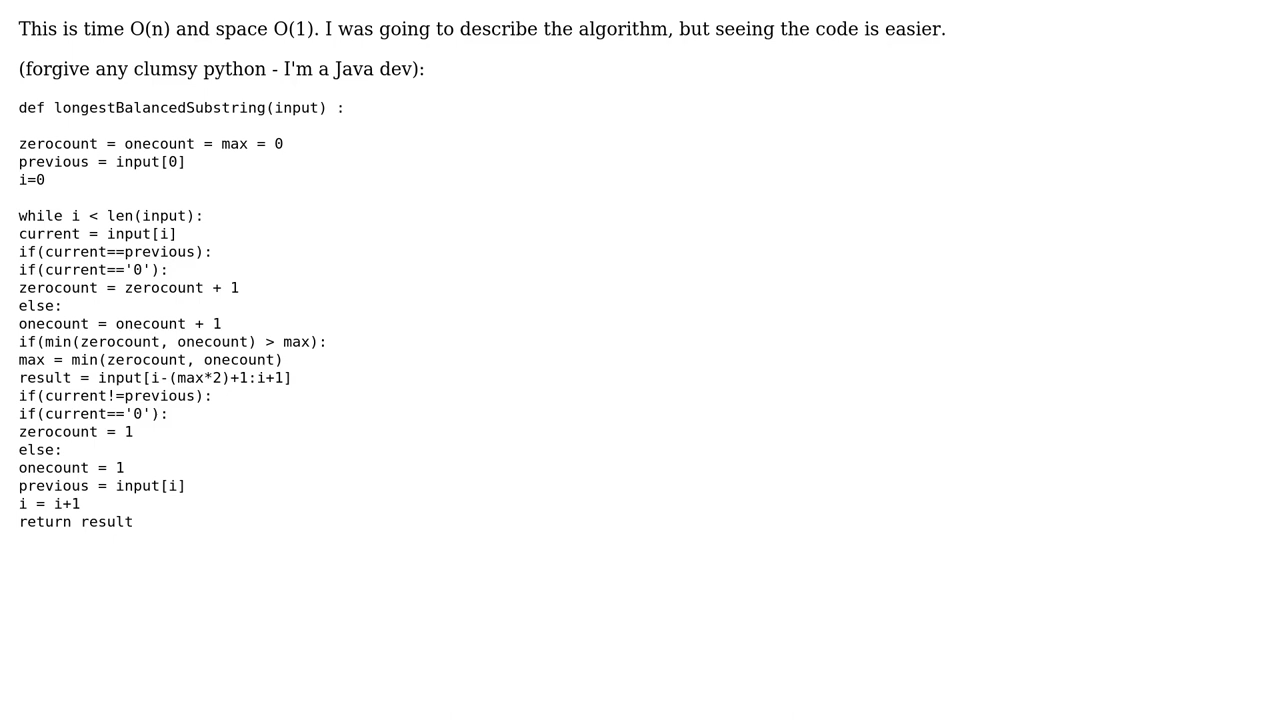 This is time O(n) and space O(1). I was going to describe the algorithm, but seeing the code is easier.
(forgive any clumsy python - I'm a Java dev):
def longestBalancedSubstring(input) :
zerocount = onecount = max = 0
previous = input[0]
i=0
while i < len(input):
current = input[i]
if(current==previous):
if(current=='0'):
zerocount = zerocount + 1
else:
onecount = onecount + 1
if(min(zerocount, onecount) > max):
max = min(zerocount, onecount)
result = input[i-(max*2)+1:i+1]
if(current!=previous):
if(current=='0'):
zerocount = 1
else:
onecount = 1
previous = input[i]
i = i+1
return result